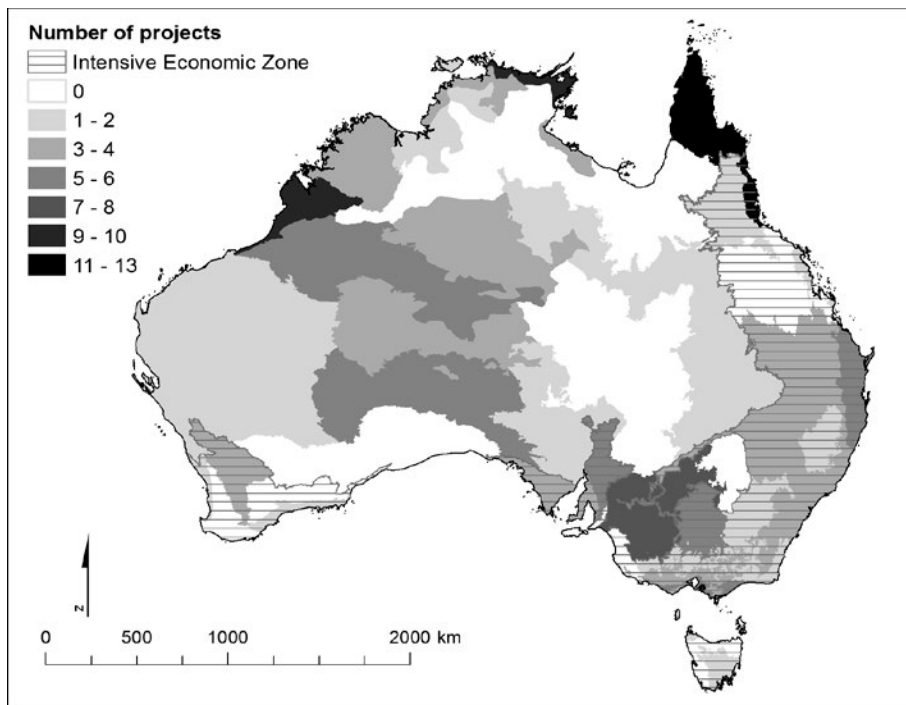 Number of projects
Intensive Economic Zone
0
1 - 2
3 - 4
5 - 6
7 - 8
9 - 10
11 - 13
z
0 500 1000 2000 km